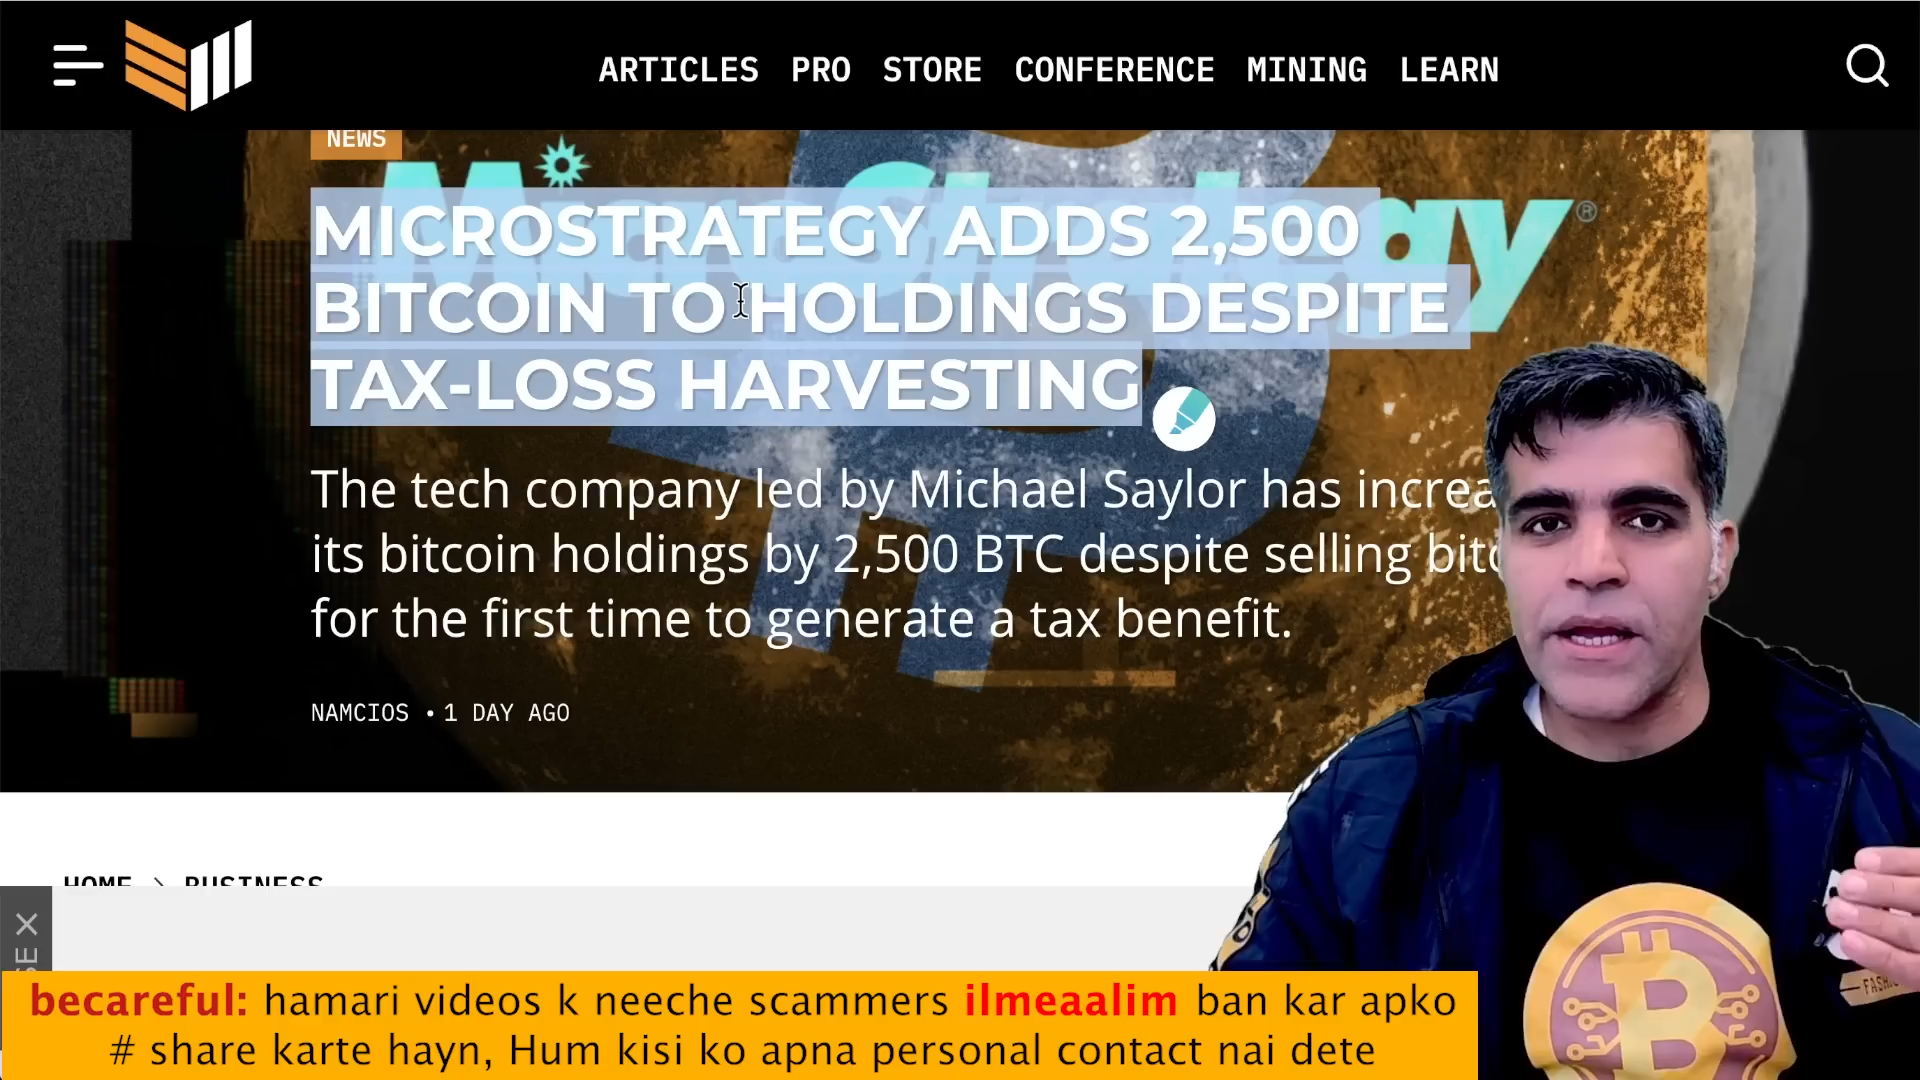 ARTICLES PRO STORE CONFERENCE MINING LEARN
NEWS
MicroStrategy®
MICROSTRATEGY ADDS 2,500
BITCOIN TO HOLDINGS DESPITE
TAX-LOSS HARVESTING
The tech company led by Michael Saylor has
its bitcoin holdings by 2,500 BTC despite selling
for the first time to generate a tax benefit.
NAMCIOS • 1 DAY AGO
HOME > BUSINESS
becareful: hamari videos k neeche scammers ilmeaalim ban kar apko
# share karte hayn, Hum kisi ko apna personal contact nai dete